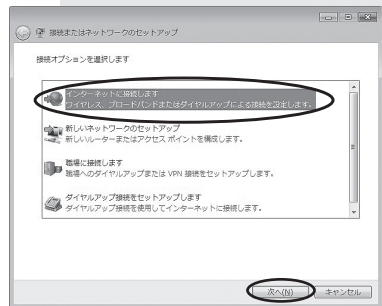 接続またはネットワークのセットアップ
接続オプションを選択します
インターネットに接続します
ワイヤレス、ブロードバンドまたはダイヤルアップによる接続を設定します。
新しいネットワークのセットアップ
新しいルーターまたはアクセス ポイントを構成します。
職場に接続します
職場へのダイヤルアップまたは VPN 接続をセットアップします。
ダイヤルアップ接続をセットアップします
ダイヤルアップ接続を使用してインターネットに接続します。
次へ(N)
キャンセル